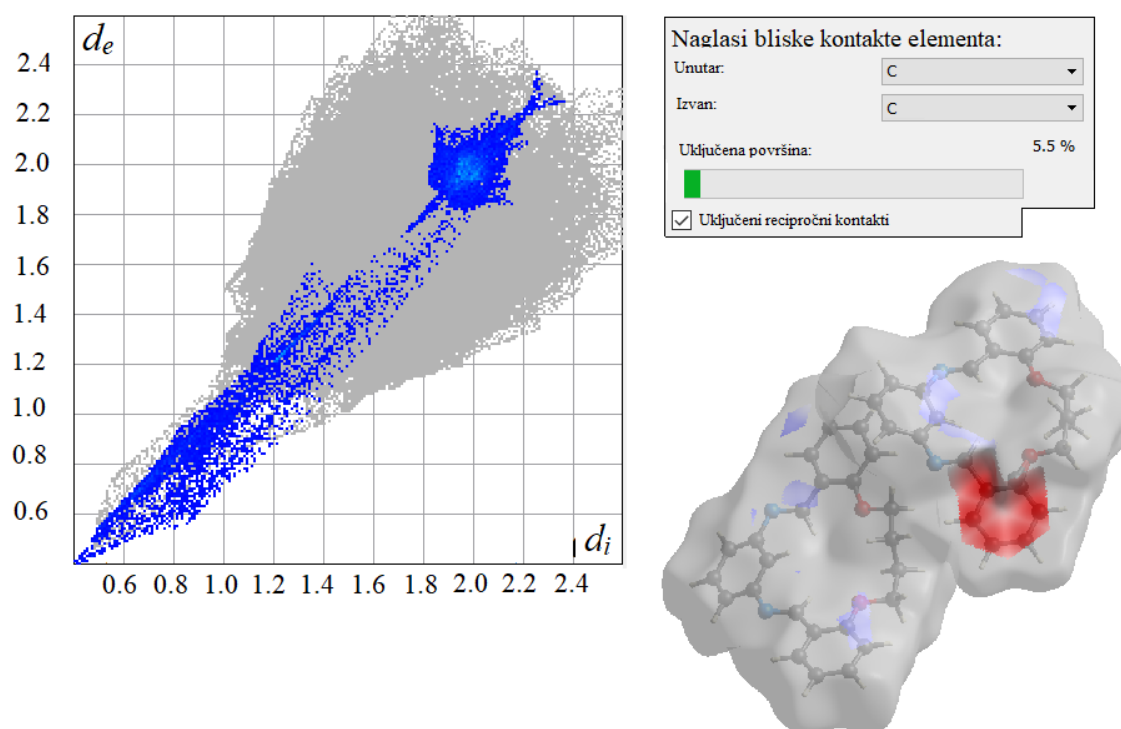 de
2.4
2.2
2.0
1.8
1.6
1.4
1.2
1.0
0.8
0.6
di
0.6 0.8 1.0 1.2 1.4 1.6 1.8 2.0 2.2 2.4
Naglasi bliske kontakte elementa:
Unutar: C
Izvan: C
Uključena površina: 5.5 %
Uključeni recipročni kontakti